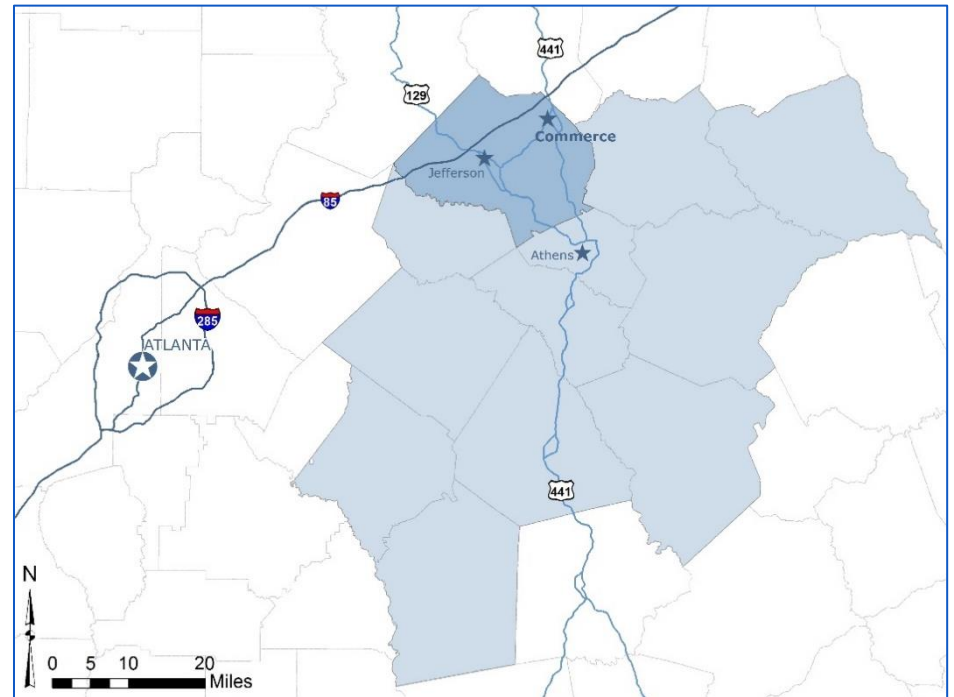 441
129
Commerce
Jefferson
85
Athens
285
ATLANTA
441
N
0 5 10 20
Miles